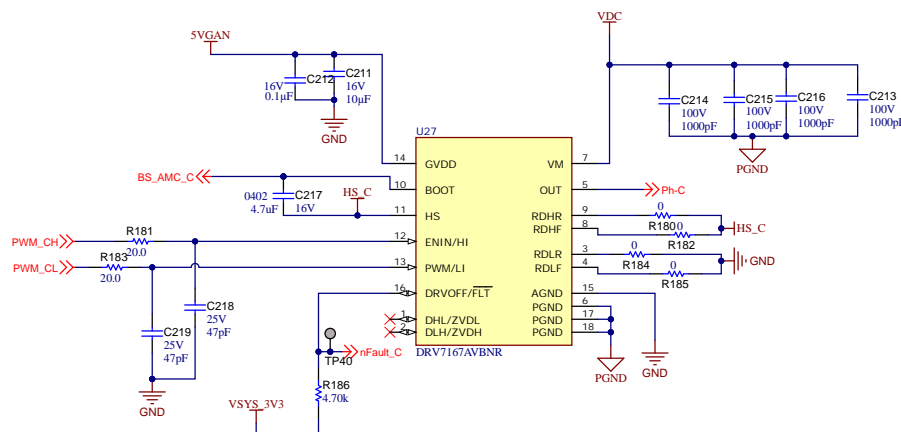 5VGAN
VDC
C212
16V
0.1µF
C211
16V
10µF
GND
C214
100V
1000pF
C215
100V
1000pF
C216
100V
1000pF
C213
100V
1000pF
PGND
U27
14 GVDD VM 7
BS_AMC_C
10 BOOT OUT 5 Ph-C
0402
4.7uF
C217
16V
HS_C
11 HS RDHR 9
0
R180
RDHF 8
0
R182
HS_C
PWM_CH
R181
20.0
12 ENIN/HI RDLR 3
0
R184
GND
PWM_CL
R183
20.0
13 PWM/LI RDLF 4
0
R185
16 DRVOFF/FLT AGND 15
PGND 6
1 DHL/ZVDL PGND 17
2 DLH/ZVDH PGND 18
DRV7167AVBNR
C218
25V
47pF
C219
25V
47pF
GND
TP40
nFault_C
PGND
GND
R186
4.70k
VSYS_3V3